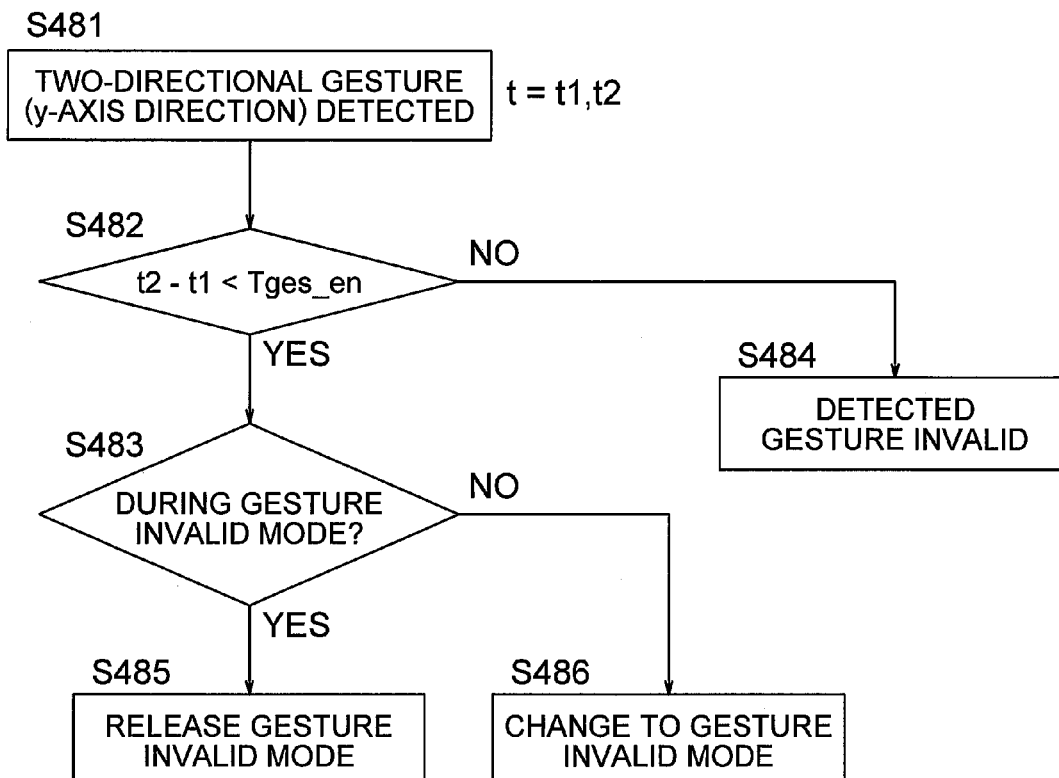 S481
TWO-DIRECTIONAL GESTURE
(y-AXIS DIRECTION) DETECTED
t = t1,t2
S482
t2 - t1 < Tges_en
NO
YES
S484
DETECTED
GESTURE INVALID
S483
DURING GESTURE
INVALID MODE?
NO
YES
S485
RELEASE GESTURE
INVALID MODE
S486
CHANGE TO GESTURE
INVALID MODE